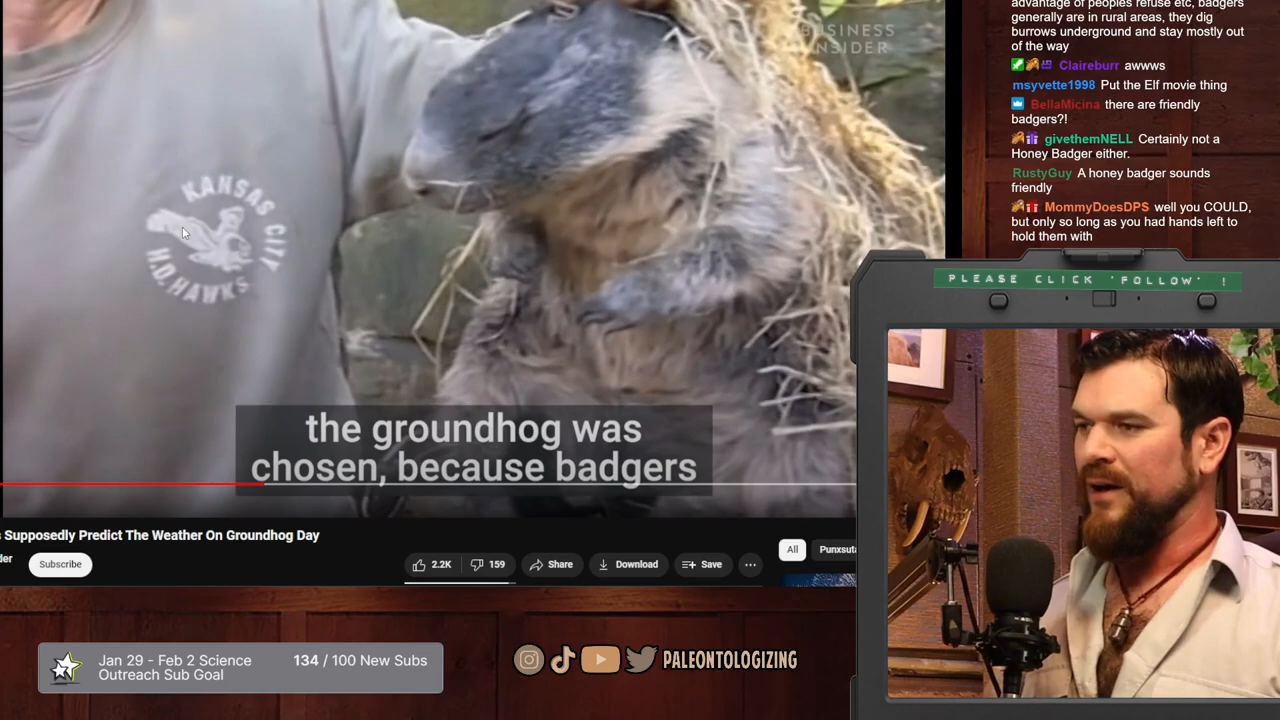 BUSINESS
INSIDER
KANSAS CITY
H.D. HAWKS
the groundhog was
chosen, because badgers
Supposedly Predict The Weather On Groundhog Day
Subscribe
2.2K
159
Share
Download
Save
All
advantage of peoples refuse etc, badgers
generally are in rural areas, they dig
burrows underground and stay mostly out
of the way
Claireburr awwws
msyvette1998 Put the Elf movie thing
BellaMicina there are friendly
badgers?!
givethemNELL Certainly not a
Honey Badger either.
RustyGuy A honey badger sounds
friendly
MommyDoesDPS well you COULD,
but only so long as you had hands left to
hold them with
PLEASE CLICK 'FOLLOW' !
Jan 29 - Feb 2 Science
Outreach Sub Goal
134 / 100 New Subs
PALEONTOLOGIZING